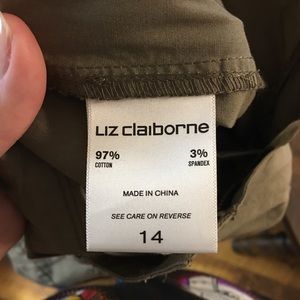 Liz claiborne
97% 3%
COTTON SPANDEX
MADE IN CHINA
SEE CARE ON REVERSE
14